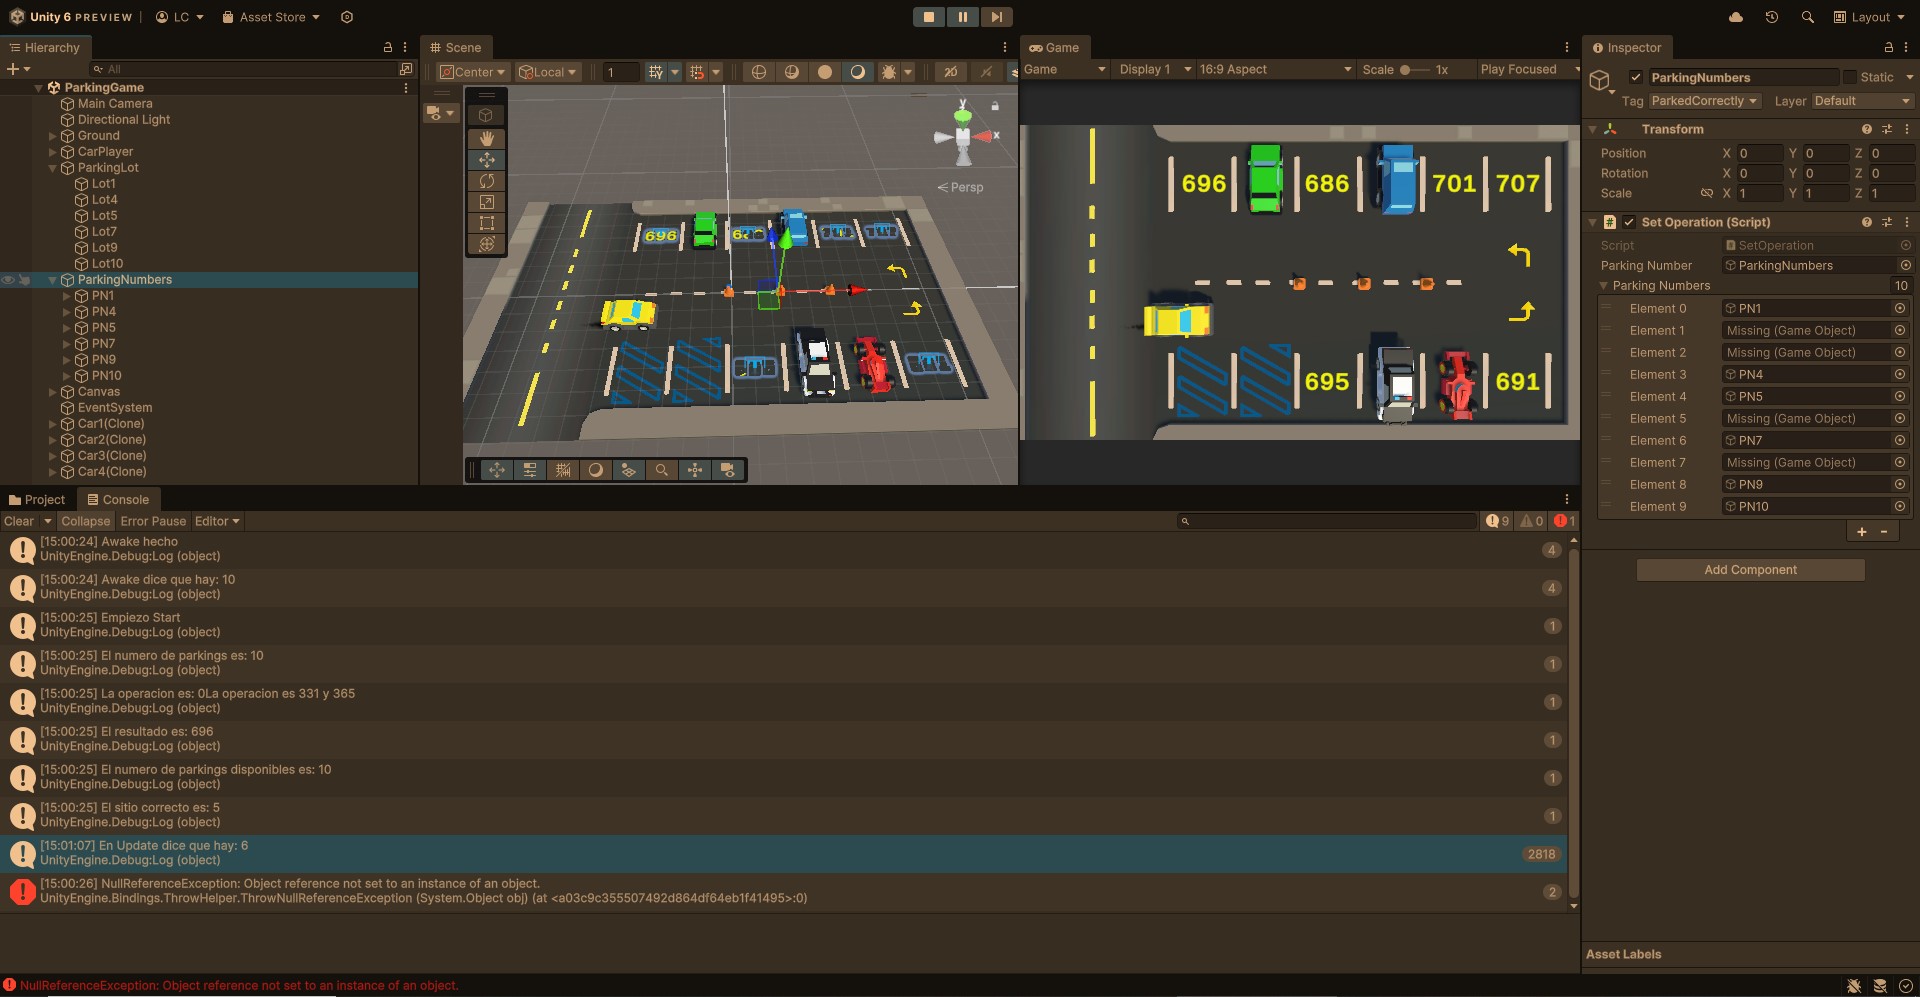 Unity 6 PREVIEW
LC
Asset Store
Layout
Hierarchy
All
ParkingGame
Main Camera
Directional Light
Ground
CarPlayer
ParkingLot
Lot1
Lot4
Lot5
Lot7
Lot9
Lot10
ParkingNumbers
PN1
PN4
PN5
PN7
PN9
PN10
Canvas
EventSystem
Car1(Clone)
Car2(Clone)
Car3(Clone)
Car4(Clone)
Scene
Center
Local
1
2D
y
x
Persp
696
Game
Game
Display 1
16:9 Aspect
Scale
1x
Play Focused
696
686
701
707
695
691
Inspector
ParkingNumbers
Static
Tag
ParkedCorrectly
Layer
Default
Transform
Position
X 0
Y 0
Z 0
Rotation
X 0
Y 0
Z 0
Scale
X 1
Y 1
Z 1
# Set Operation (Script)
Script
SetOperation
Parking Number
ParkingNumbers
Parking Numbers
10
Element 0
PN1
Element 1
Missing (Game Object)
Element 2
Missing (Game Object)
Element 3
PN4
Element 4
PN5
Element 5
Missing (Game Object)
Element 6
PN7
Element 7
Missing (Game Object)
Element 8
PN9
Element 9
PN10
+ -
Add Component
Asset Labels
Project
Console
Clear
Collapse
Error Pause
Editor
9
0
1
[15:00:24] Awake hecho
UnityEngine.Debug:Log (object)
4
[15:00:24] Awake dice que hay: 10
UnityEngine.Debug:Log (object)
4
[15:00:25] Empiezo Start
UnityEngine.Debug:Log (object)
1
[15:00:25] El numero de parkings es: 10
UnityEngine.Debug:Log (object)
1
[15:00:25] La operacion es: 0La operacion es 331 y 365
UnityEngine.Debug:Log (object)
1
[15:00:25] El resultado es: 696
UnityEngine.Debug:Log (object)
1
[15:00:25] El numero de parkings disponibles es: 10
UnityEngine.Debug:Log (object)
1
[15:00:25] El sitio correcto es: 5
UnityEngine.Debug:Log (object)
1
[15:01:07] En Update dice que hay: 6
UnityEngine.Debug:Log (object)
2818
[15:00:26] NullReferenceException: Object reference not set to an instance of an object.
UnityEngine.Bindings.ThrowHelper.ThrowNullReferenceException (System.Object obj) (at <a03c9c355507492d864df64eb1f41495>:0)
2
NullReferenceException: Object reference not set to an instance of an object.